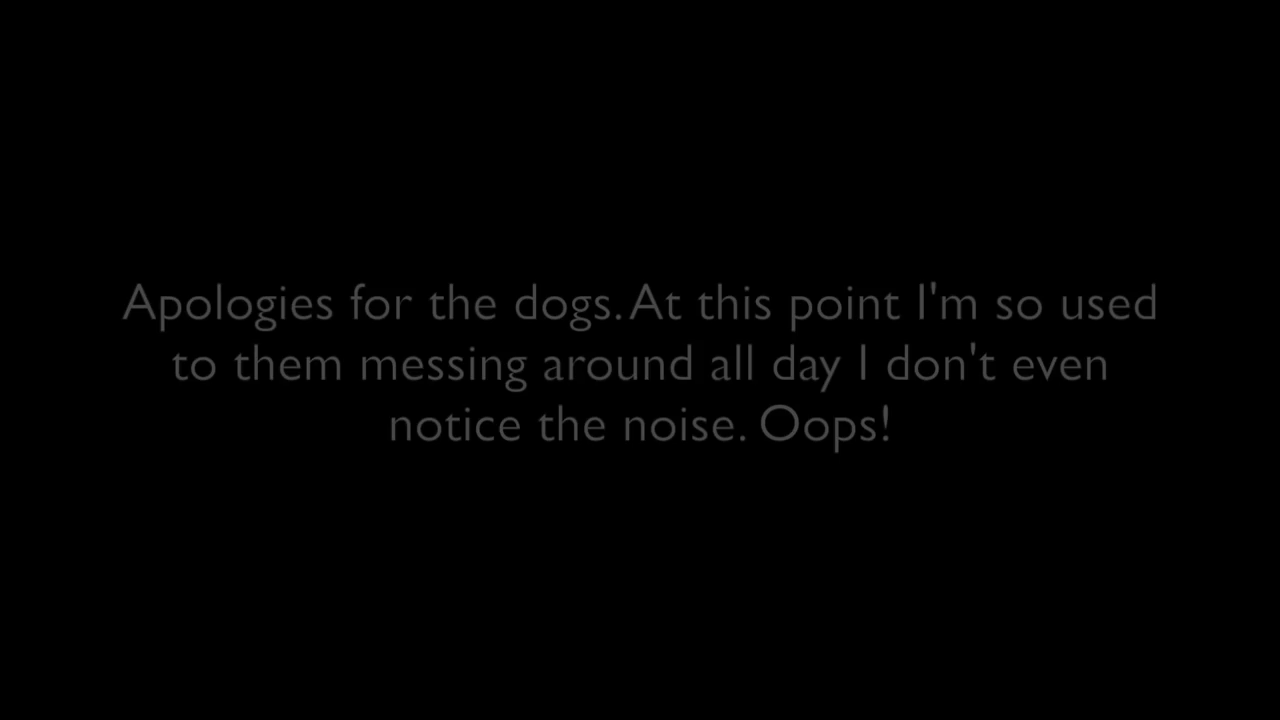 Apologies for the dogs. At this point I'm so used
to them messing around all day I don't even
notice the noise. Oops!